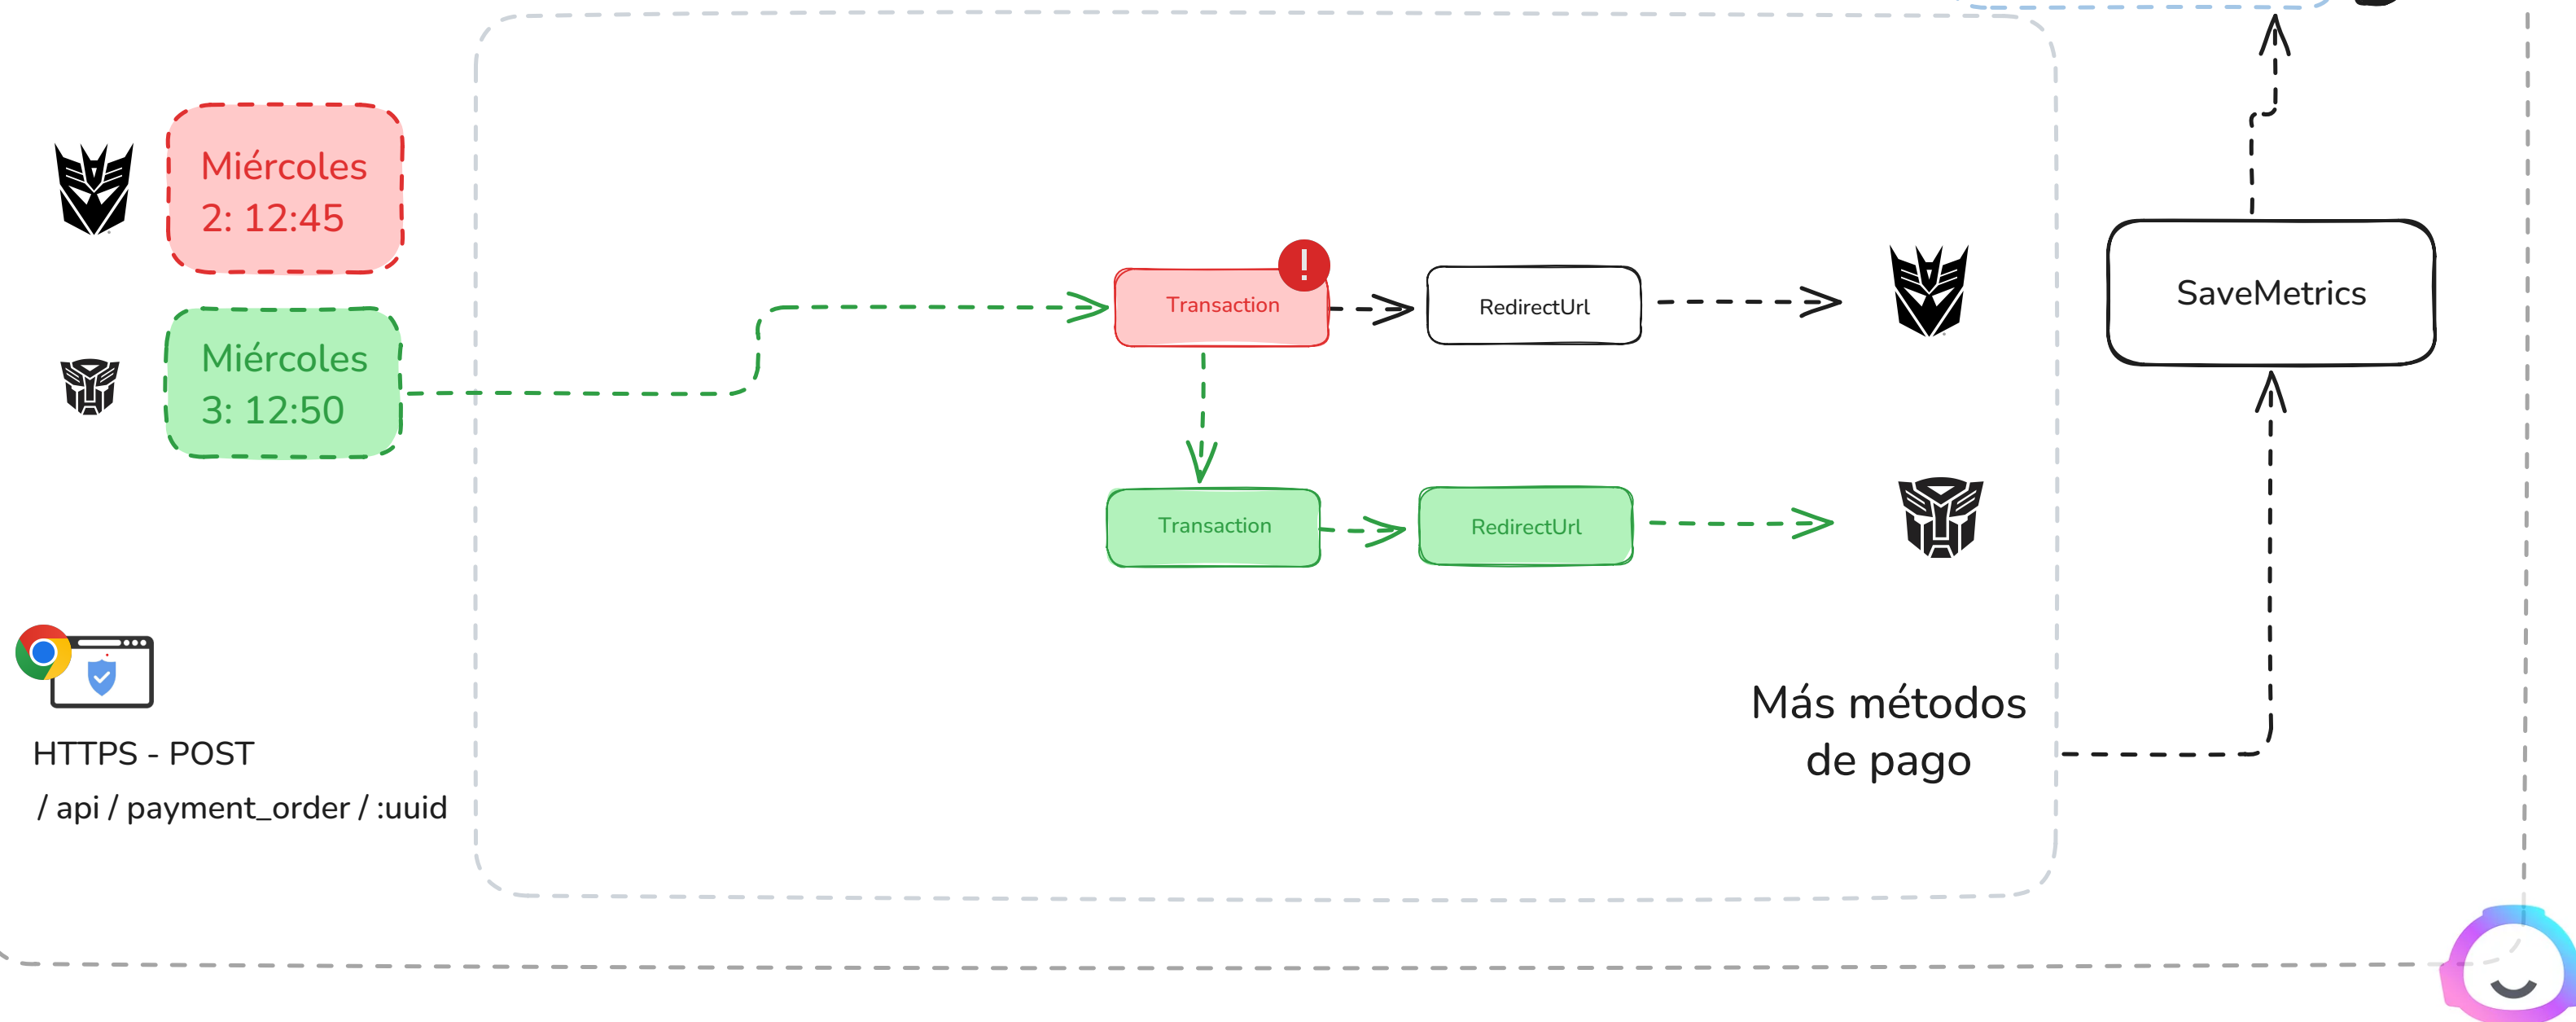 Miércoles
2: 12:45
Miércoles
3: 12:50
Transaction
!
RedirectUrl
SaveMetrics
Transaction
RedirectUrl
Más métodos
de pago
HTTPS - POST
/ api / payment_order / :uuid